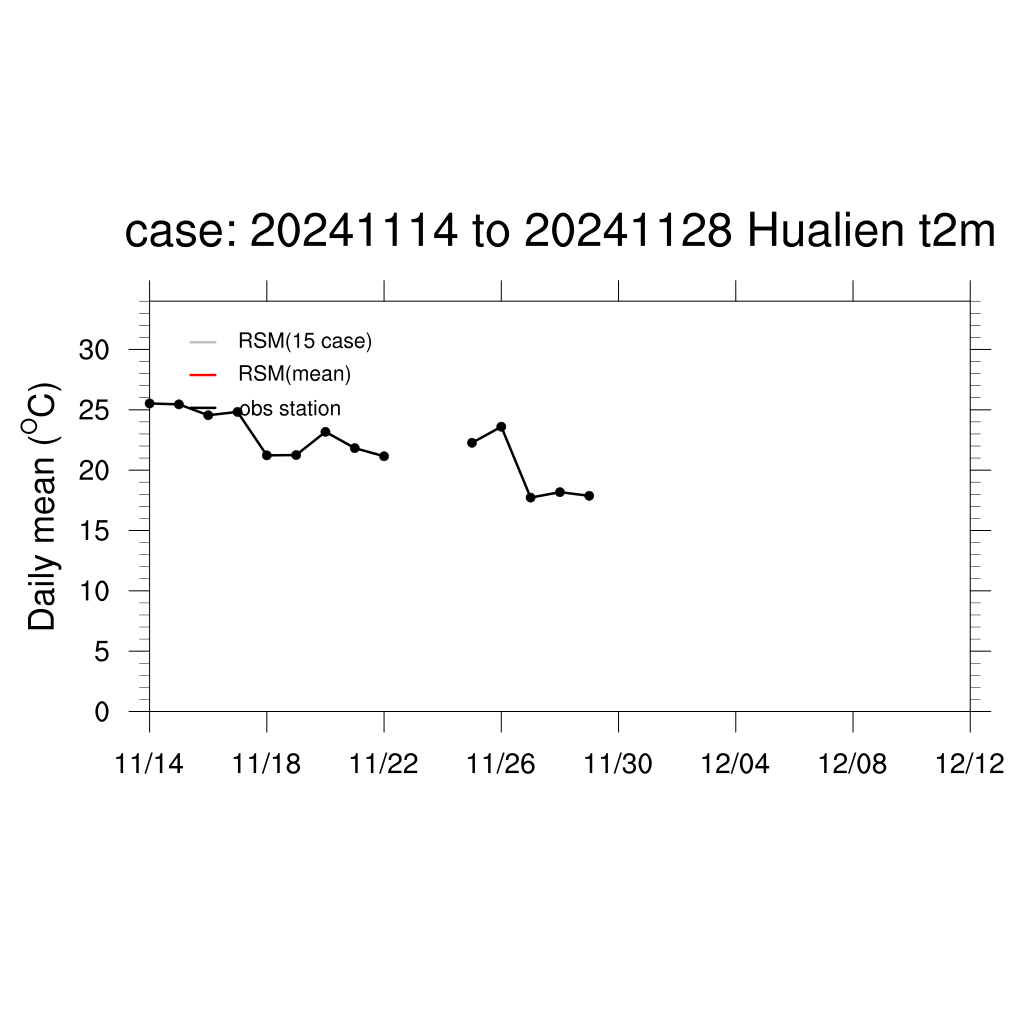 case: 20241114 to 20241128 Hualien t2m
RSM(15 case)
RSM(mean)
obs station
Daily mean (°C)
30
25
20
15
10
5
0
11/14 11/18 11/22 11/26 11/30 12/04 12/08 12/12